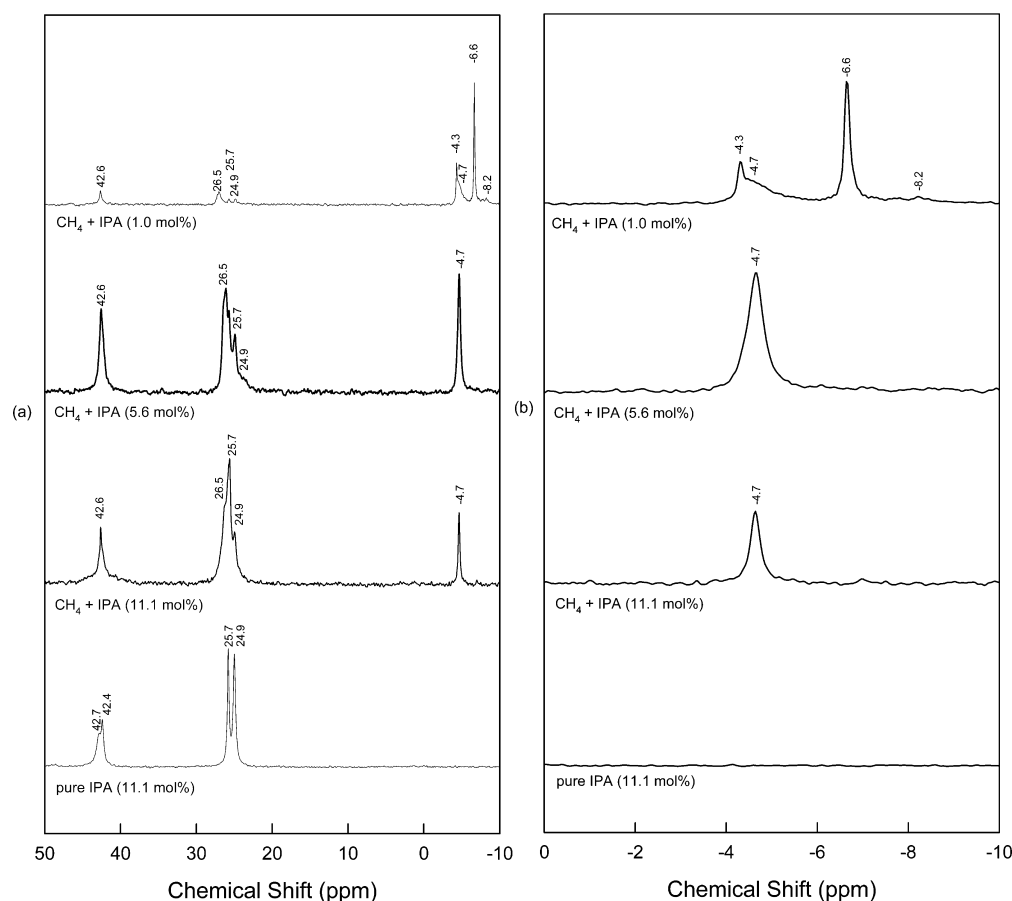 -6.6
-4.3
-4.7
-8.2
42.6
26.5
25.7
24.9
CH4 + IPA (1.0 mol%)
42.6
26.5
25.7
24.9
-4.7
(a)
CH4 + IPA (5.6 mol%)
42.6
26.5
25.7
24.9
-4.7
CH4 + IPA (11.1 mol%)
42.7
42.4
25.7
24.9
pure IPA (11.1 mol%)
50 40 30 20 10 0 -10
Chemical Shift (ppm)
-4.3
-4.7
-6.6
-8.2
CH4 + IPA (1.0 mol%)
-4.7
(b)
CH4 + IPA (5.6 mol%)
-4.7
CH4 + IPA (11.1 mol%)
pure IPA (11.1 mol%)
0 -2 -4 -6 -8 -10
Chemical Shift (ppm)